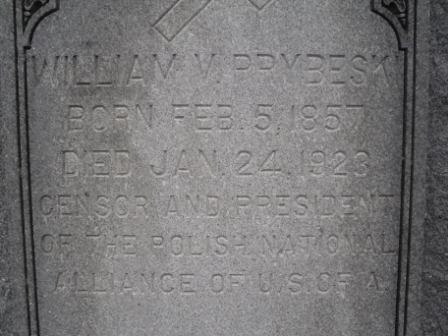 WILLIAM V. PRYBESKI
BORN FEB. 5, 1857
DIED JAN. 24, 1923
CENSOR AND PRESIDENT
OF THE POLISH NATIONAL
ALLIANCE OF U.S. OF A.